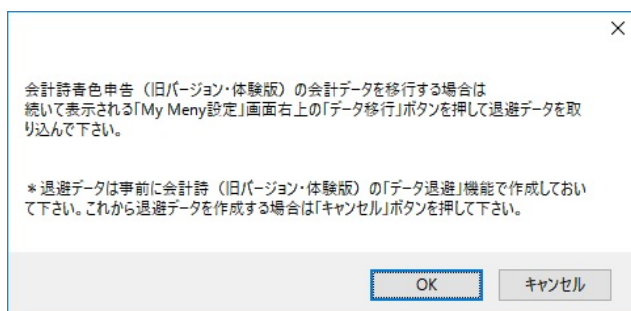 会計詩青色申告（旧バージョン・体験版）の会計データを移行する場合は
続いて表示される「My Meny設定」画面右上の「データ移行」ボタンを押して退避データを取
り込んで下さい。
＊退避データは事前に会計詩（旧バージョン・体験版）の「データ退避」機能で作成しておい
て下さい。これから退避データを作成する場合は「キャンセル」ボタンを押して下さい。
OK
キャンセル